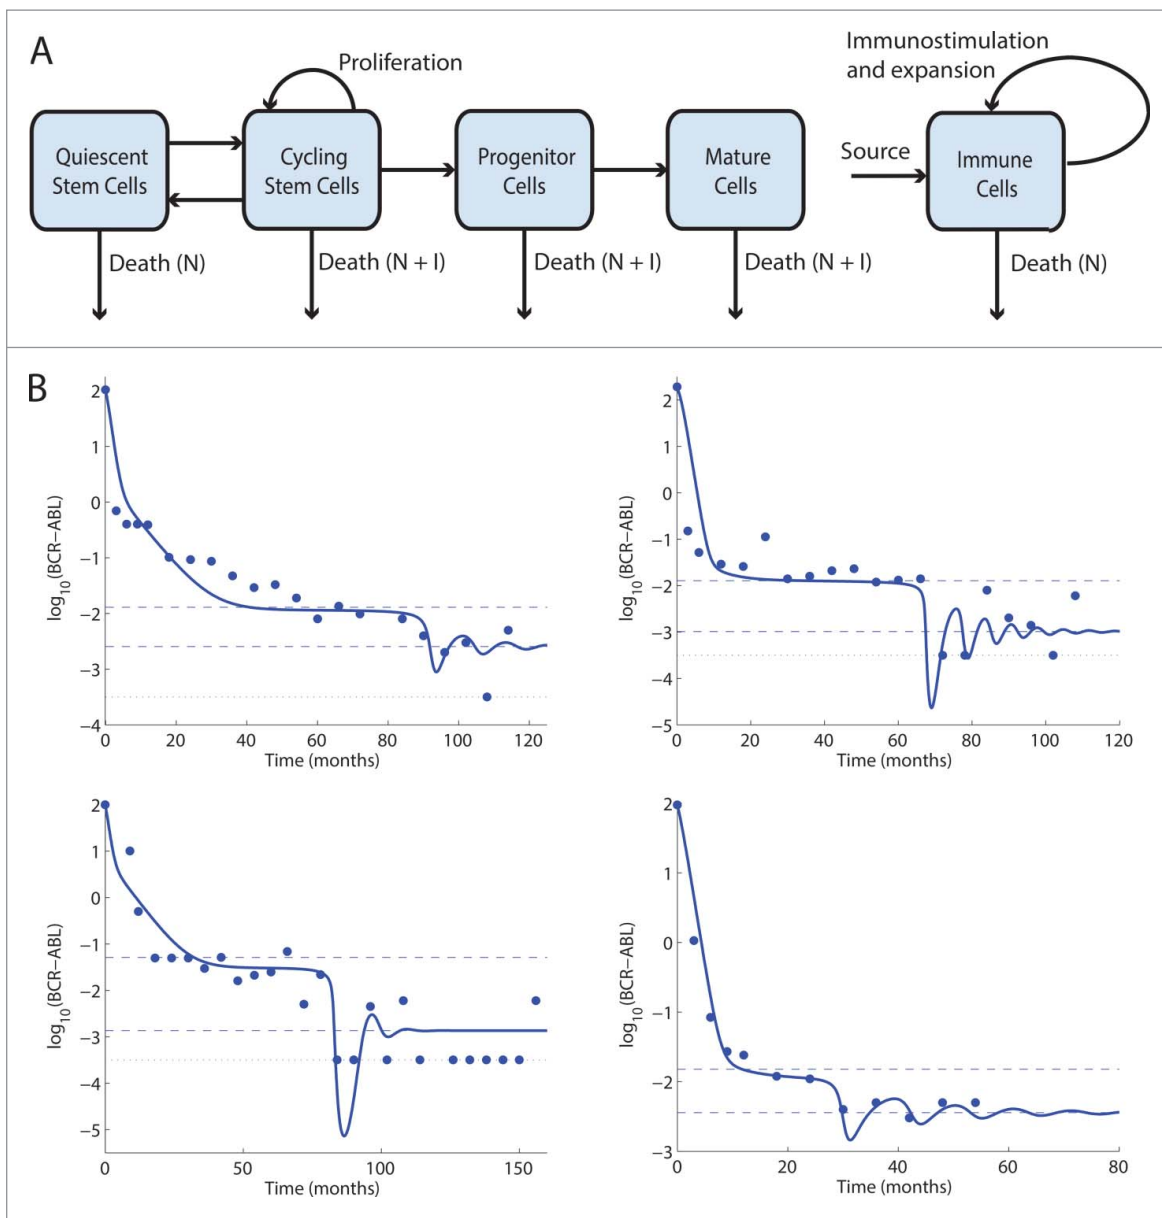 A
Proliferation
Immunostimulation
and expansion
Quiescent
Stem Cells
Cycling
Stem Cells
Progenitor
Cells
Mature
Cells
Source
Immune
Cells
Death (N)
Death (N + I)
Death (N + I)
Death (N + I)
Death (N)
B
2
1
0
−1
−2
−3
−4
log10(BCR−ABL)
0 20 40 60 80 100 120
Time (months)
2
1
0
−1
−2
−3
−4
−5
log10(BCR−ABL)
0 20 40 60 80 100 120
Time (months)
2
1
0
−1
−2
−3
−4
−5
log10(BCR−ABL)
0 50 100 150
Time (months)
2
1
0
−1
−2
−3
log10(BCR−ABL)
0 20 40 60 80
Time (months)